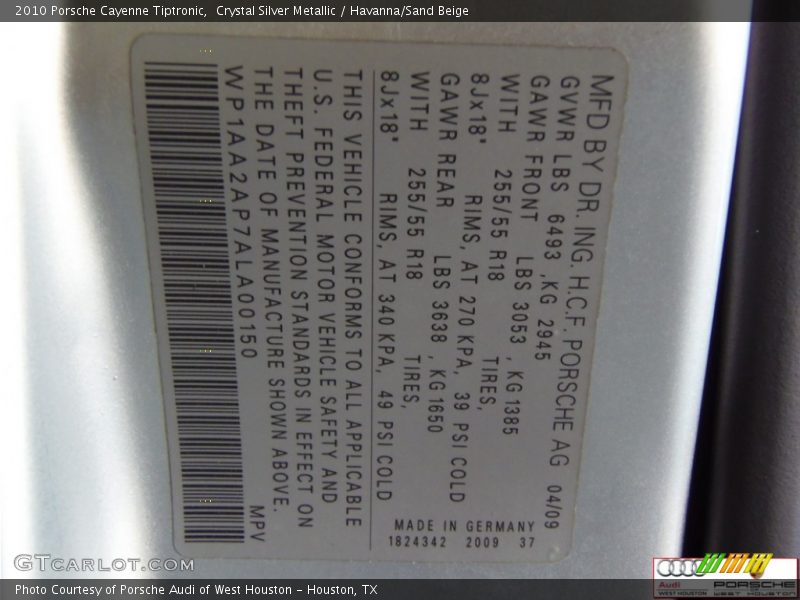 2010 Porsche Cayenne Tiptronic,  Crystal Silver Metallic / Havanna/Sand Beige
MFD BY DR. ING. H.C.F. PORSCHE AG 04/09
GVWR LBS 6493 ,KG 2945
GAWR FRONT LBS 3053 , KG 1385
WITH 255/55 R18 TIRES,
8Jx18" RIMS, AT 270 KPA, 39 PSI COLD
GAWR REAR LBS 3638 , KG 1650
WITH 255/55 R18 TIRES,
8Jx18" RIMS, AT 340 KPA, 49 PSI COLD
MADE IN GERMANY
1824342 2009 37
THIS VEHICLE CONFORMS TO ALL APPLICABLE
U.S. FEDERAL MOTOR VEHICLE SAFETY AND
THEFT PREVENTION STANDARDS IN EFFECT ON
THE DATE OF MANUFACTURE SHOWN ABOVE.
WP1AA2AP7ALA00150
MPV
GTCARLOT.COM
Audi
WEST HOUSTON
PORSCHE
WEST HOUSTON
Photo Courtesy of Porsche Audi of West Houston – Houston, TX